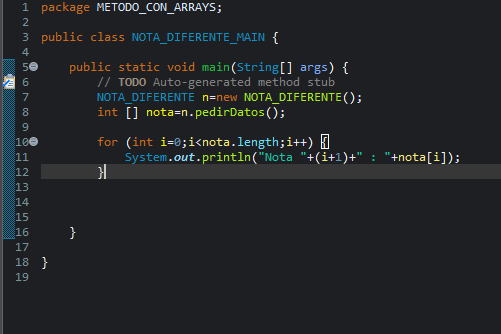 1 package METODO_CON_ARRAYS;
2
3 public class NOTA_DIFERENTE_MAIN {
4
5 public static void main(String[] args) {
6 // TODO Auto-generated method stub
7 NOTA_DIFERENTE n=new NOTA_DIFERENTE();
8 int [] nota=n.pedirDatos();
9
10 for (int i=0;i<nota.length;i++) {
11 System.out.println("Nota "+(i+1)+" : "+nota[i]);
12 }
13
14
15
16 }
17
18 }
19